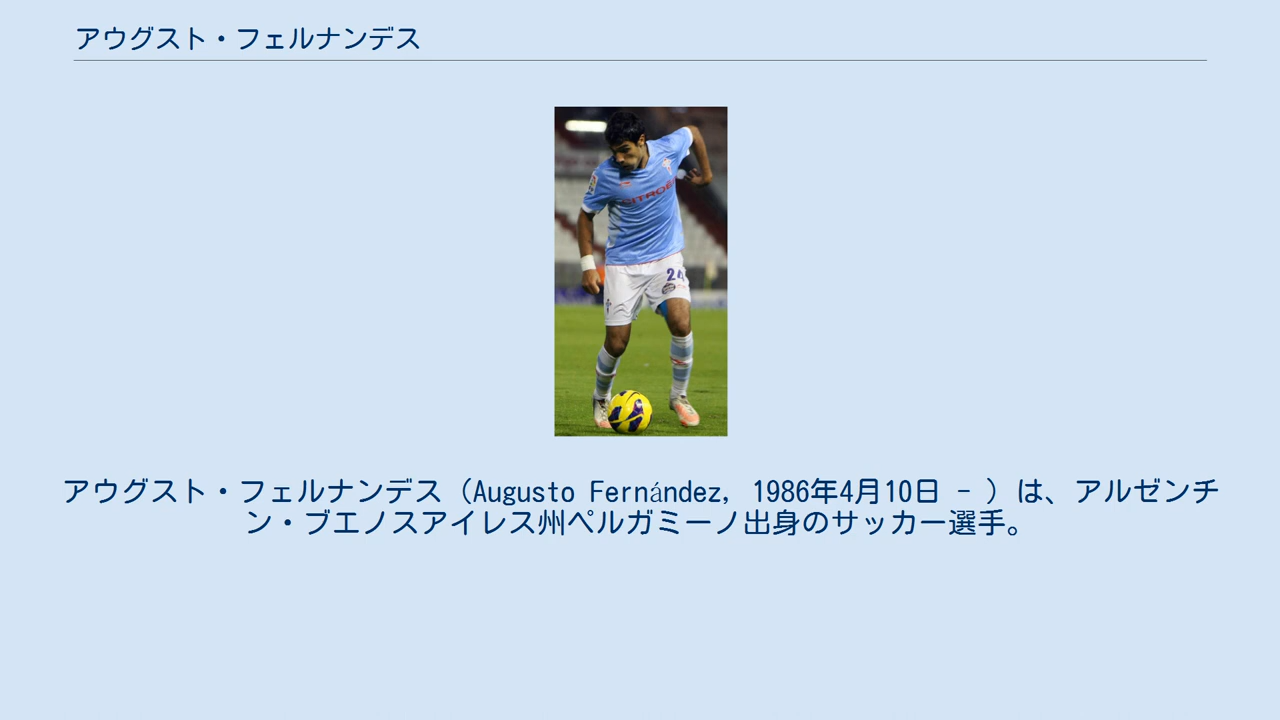 アウグスト・フェルナンデス
CITROË
24
アウグスト・フェルナンデス（Augusto Fernández, 1986年4月10日 - ）は、アルゼンチ
ン・ブエノスアイレス州ペルガミーノ出身のサッカー選手。